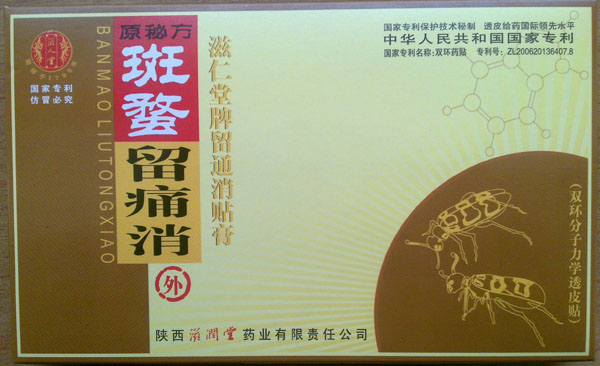 滋人堂
国家专利
仿冒必究
BANMAOLIUTONGXIAO
原秘方
斑蝥
留痛消
外
滋仁堂牌留通消贴膏
国家专利保护技术秘制 透皮给药国际领先水平
中华人民共和国国家专利
国家专利名称:双环药贴 专利号:ZL200620136407.8
(双环分子力学透皮贴)
陕西滋润堂药业有限责任公司